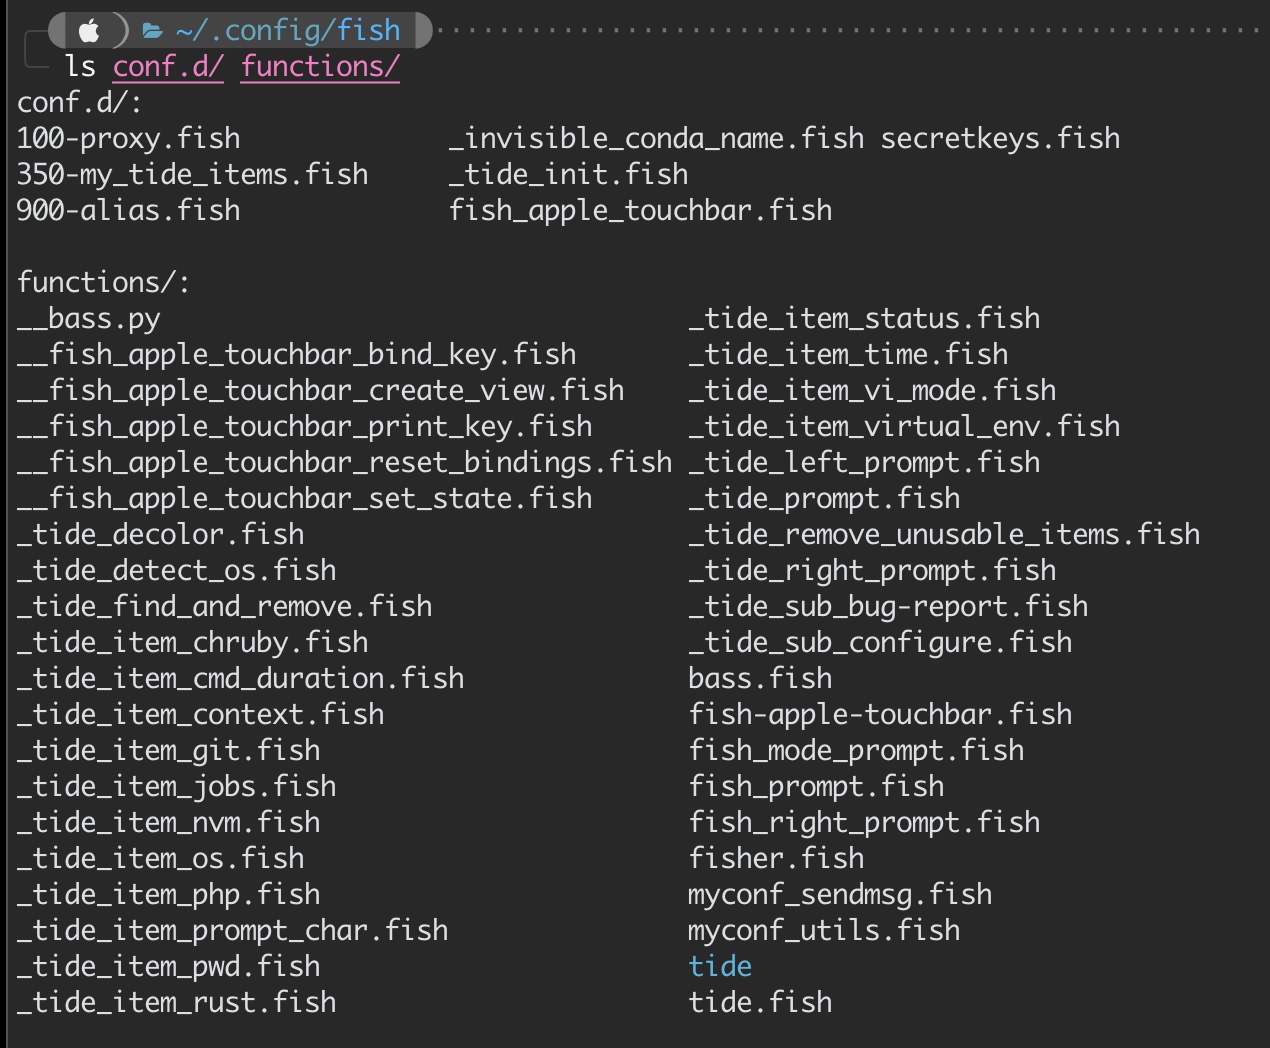 ~/.config/fish
ls conf.d/ functions/
conf.d/:
100-proxy.fish _invisible_conda_name.fish secretkeys.fish
350-my_tide_items.fish _tide_init.fish
900-alias.fish fish_apple_touchbar.fish
functions/:
__bass.py _tide_item_status.fish
__fish_apple_touchbar_bind_key.fish _tide_item_time.fish
__fish_apple_touchbar_create_view.fish _tide_item_vi_mode.fish
__fish_apple_touchbar_print_key.fish _tide_item_virtual_env.fish
__fish_apple_touchbar_reset_bindings.fish _tide_left_prompt.fish
__fish_apple_touchbar_set_state.fish _tide_prompt.fish
_tide_decolor.fish _tide_remove_unusable_items.fish
_tide_detect_os.fish _tide_right_prompt.fish
_tide_find_and_remove.fish _tide_sub_bug-report.fish
_tide_item_chruby.fish _tide_sub_configure.fish
_tide_item_cmd_duration.fish bass.fish
_tide_item_context.fish fish-apple-touchbar.fish
_tide_item_git.fish fish_mode_prompt.fish
_tide_item_jobs.fish fish_prompt.fish
_tide_item_nvm.fish fish_right_prompt.fish
_tide_item_os.fish fisher.fish
_tide_item_php.fish myconf_sendmsg.fish
_tide_item_prompt_char.fish myconf_utils.fish
_tide_item_pwd.fish tide
_tide_item_rust.fish tide.fish